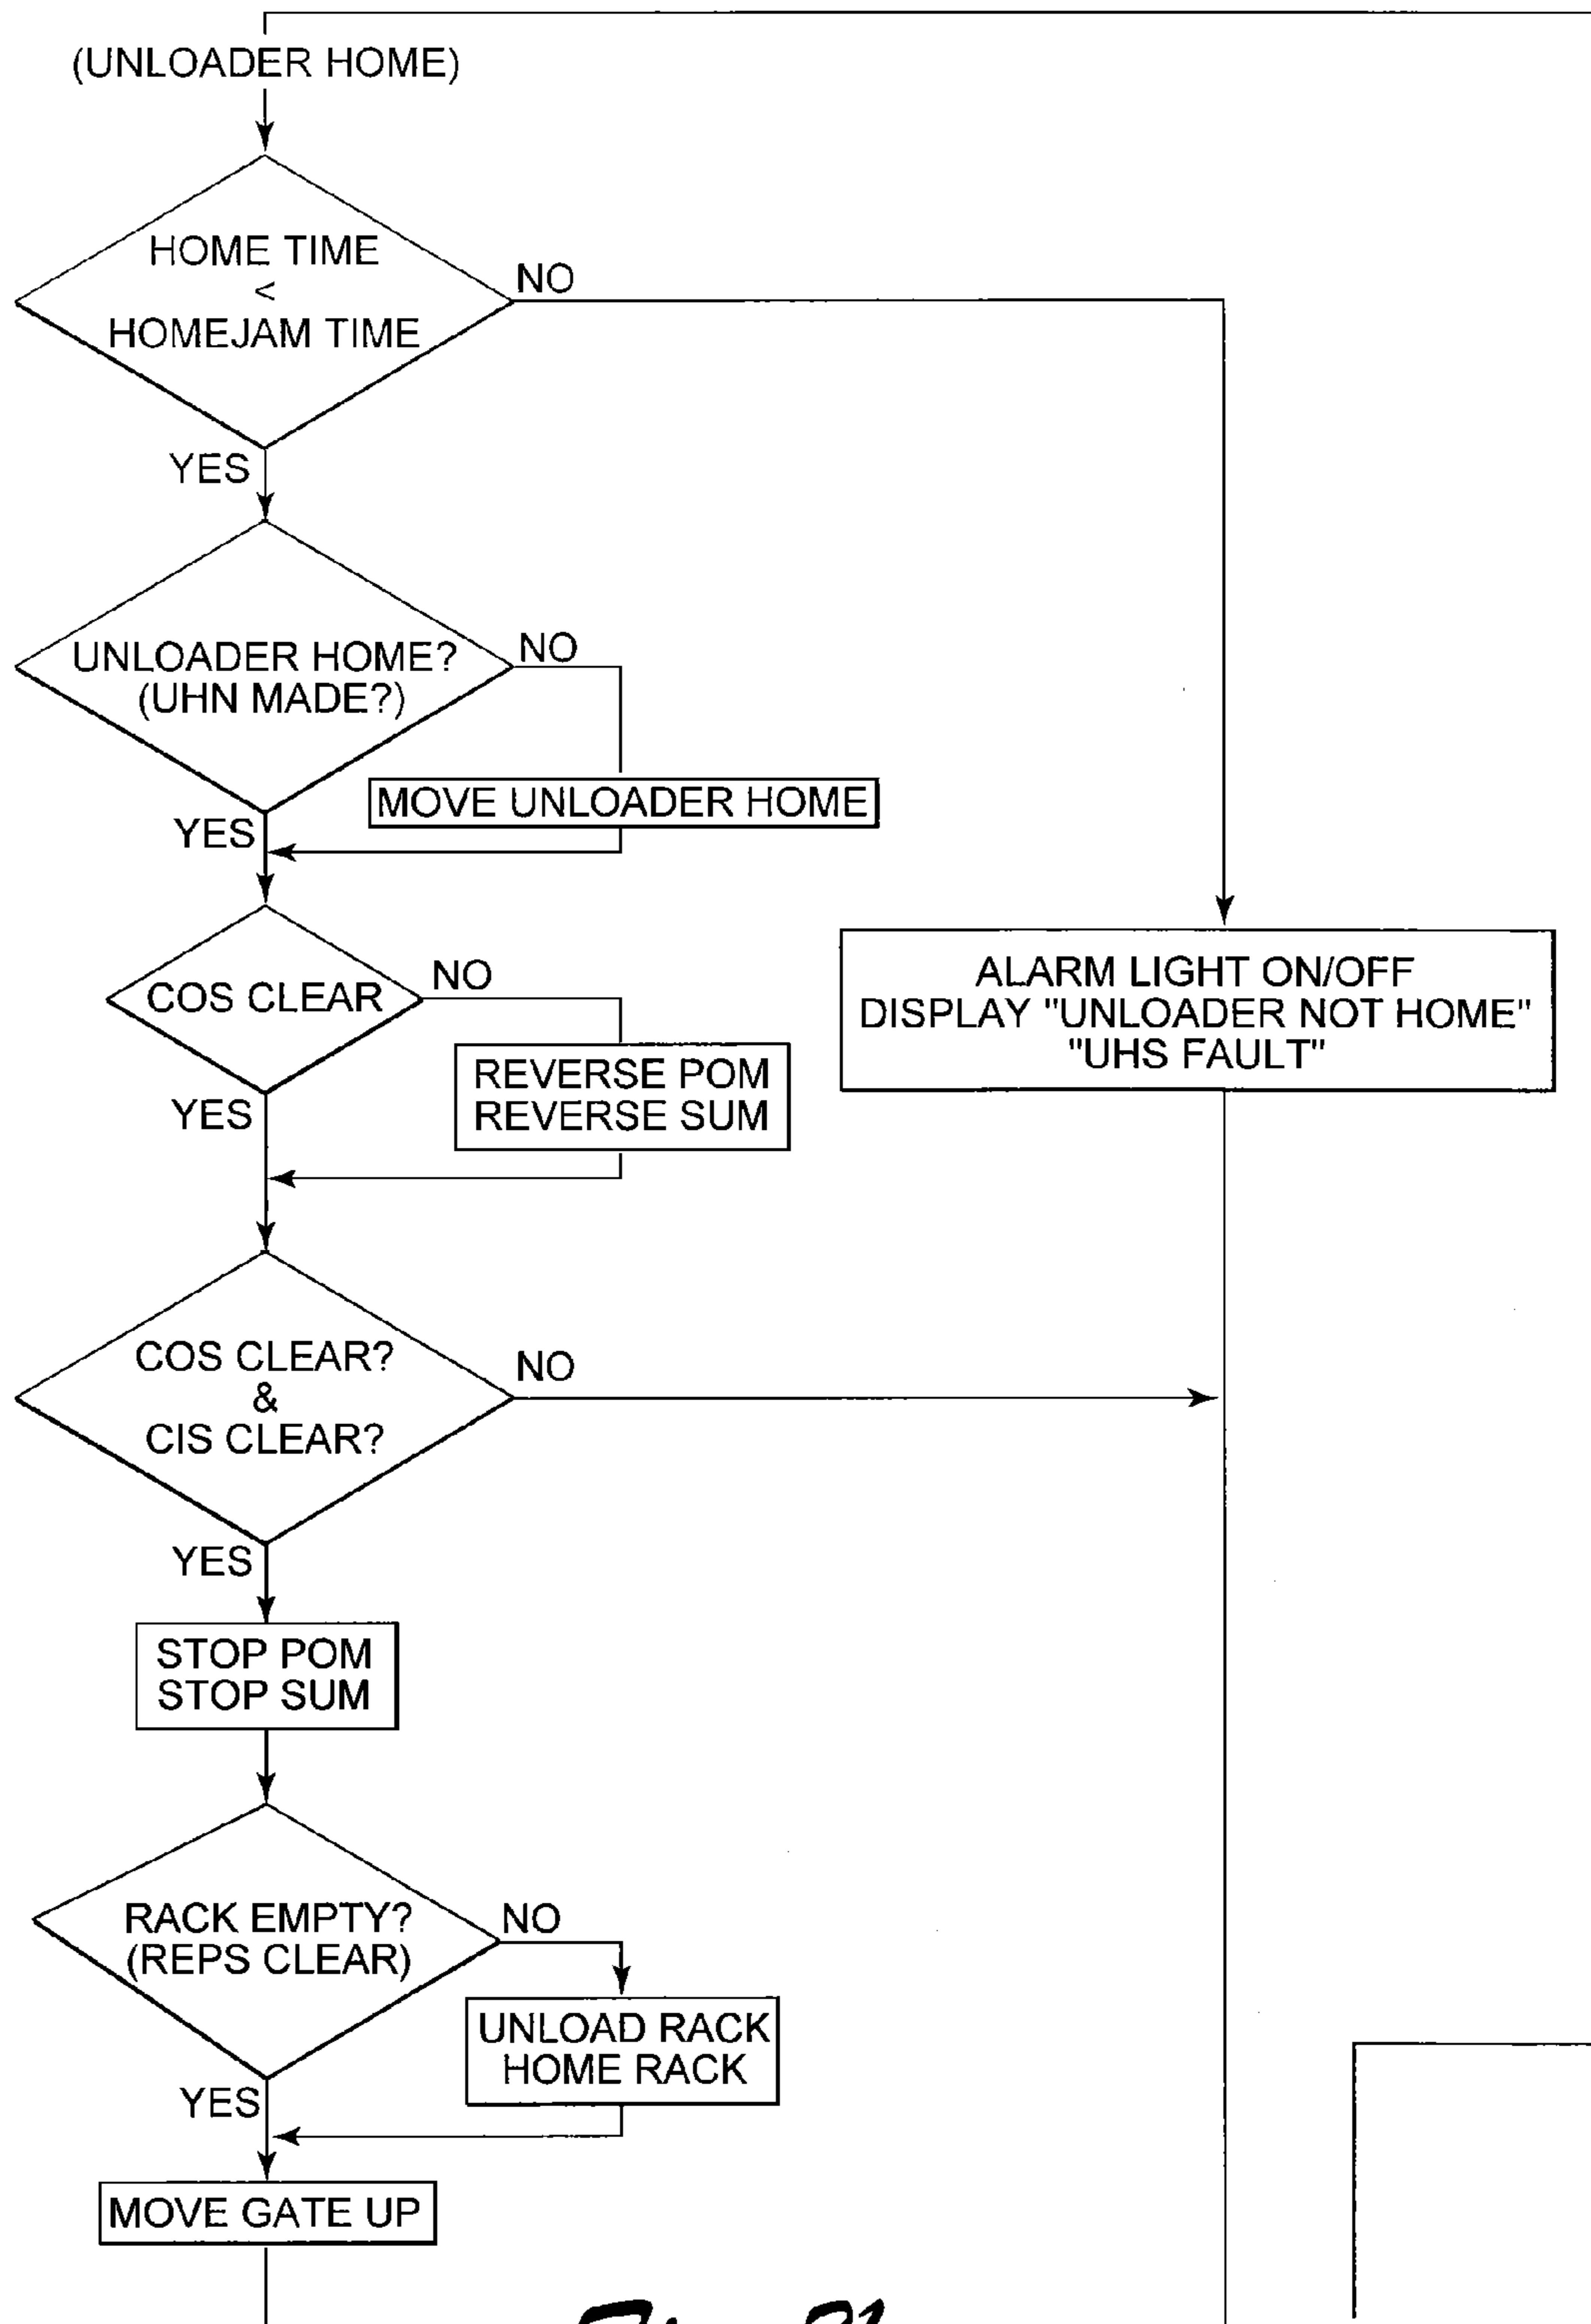 (UNLOADER HOME)
HOME TIME
<
HOMEJAM TIME
NO
YES
UNLOADER HOME?
(UHN MADE?)
NO
MOVE UNLOADER HOME
YES
COS CLEAR
NO
REVERSE POM
REVERSE SUM
YES
ALARM LIGHT ON/OFF
DISPLAY "UNLOADER NOT HOME"
"UHS FAULT"
COS CLEAR?
&
CIS CLEAR?
NO
YES
STOP POM
STOP SUM
RACK EMPTY?
(REPS CLEAR)
NO
UNLOAD RACK
HOME RACK
YES
MOVE GATE UP